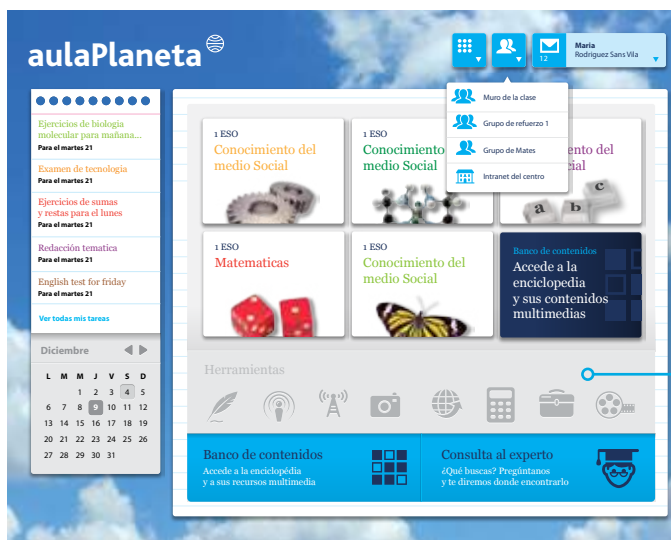 aulaPlaneta
12
Maria
Rodriguez Sans Vila
Muro de la clase
Grupo de refuerzo 1
Grupo de Mates
Intranet del centro
Ejercicios de biologia
molecular para mañana...
Para el martes 21
Examen de tecnologia
Para el martes 21
Ejercicios de sumas
y restas para el lunes
Para el martes 21
Redacción tematica
Para el martes 21
English test for friday
Para el martes 21
Ver todas mis tareas
Diciembre
L M M J V S D
1 2 3 4 5
6 7 8 9 10 11 12
13 14 15 16 17 18 19
20 21 22 23 24 25 26
27 28 29 30 31
1 ESO
Conocimiento del
medio Social
1 ESO
Conocimiento
medio Social
nto del
cial
a b c
1 ESO
Matematicas
1 ESO
Conocimiento del
medio Social
Banco de contenidos
Accede a la
enciclopedia
y sus contenidos
multimedias
Herramientas
Banco de contenidos
Accede a la enciclopédia
y a sus recursos multimedia
Consulta al experto
¿Qué buscas? Pregúntanos
y te diremos donde encontrarlo